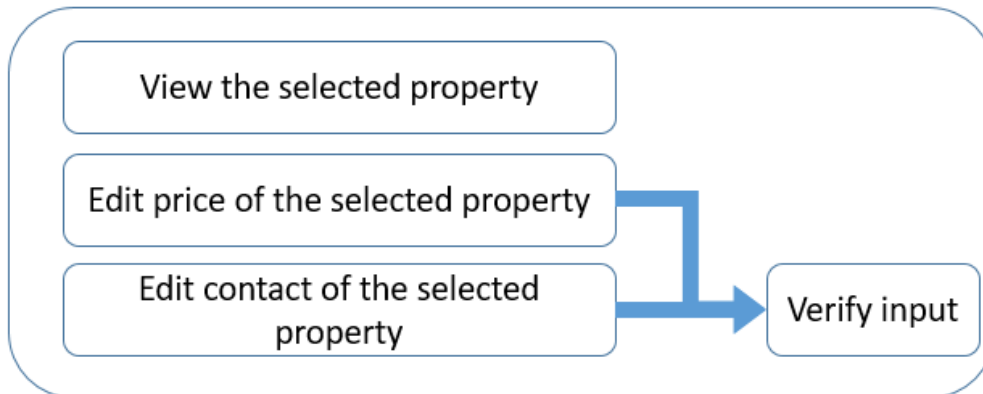 View the selected property
Edit price of the selected property
Edit contact of the selected
property
Verify input